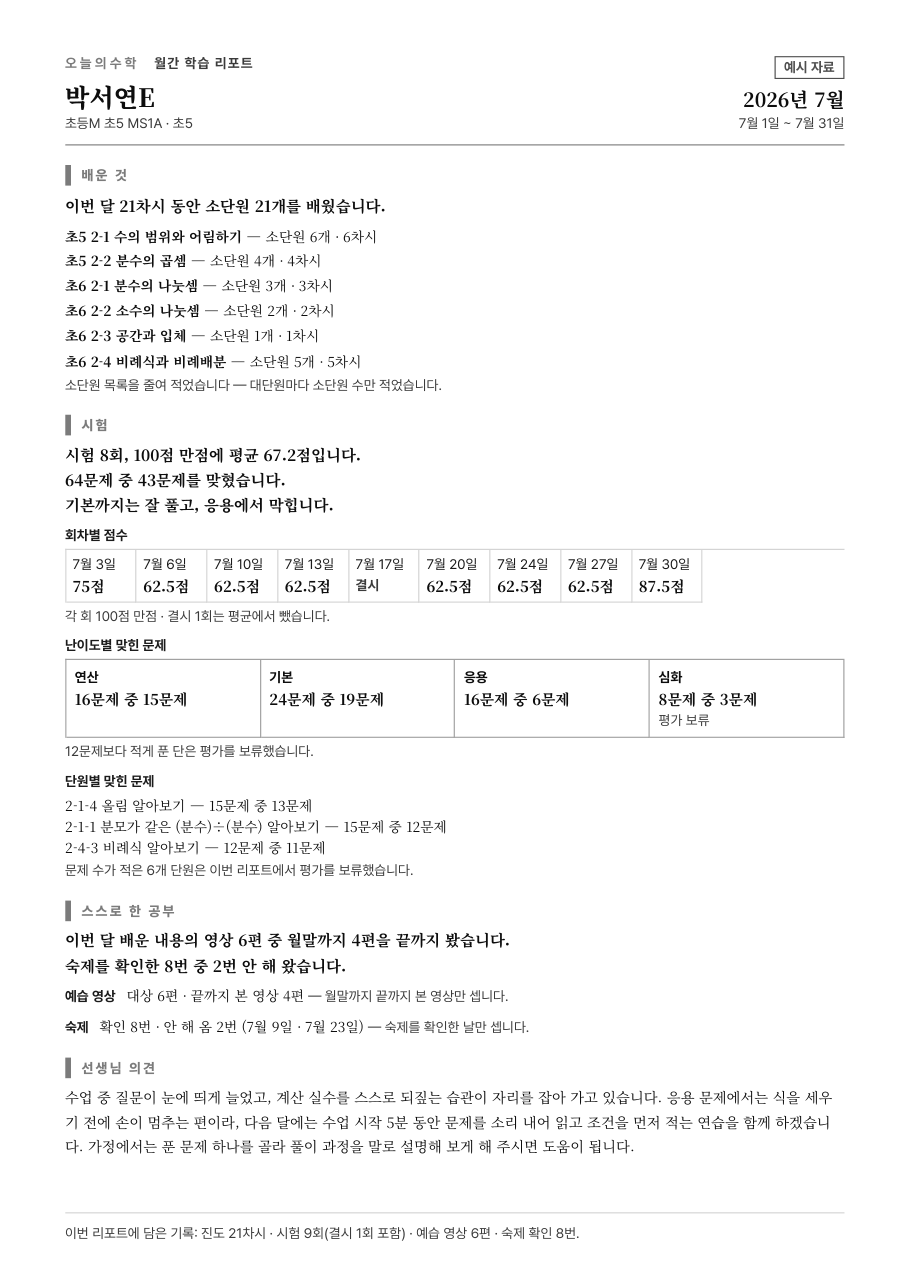 오늘의수학 월간 학습 리포트
예시 자료
박서연E
2026년 7월
초등M 초5 MS1A · 초5
7월 1일 ~ 7월 31일
배운 것
이번 달 21차시 동안 소단원 21개를 배웠습니다.
초5 2-1 수의 범위와 어림하기 — 소단원 6개 · 6차시
초5 2-2 분수의 곱셈 — 소단원 4개 · 4차시
초6 2-1 분수의 나눗셈 — 소단원 3개 · 3차시
초6 2-2 소수의 나눗셈 — 소단원 2개 · 2차시
초6 2-3 공간과 입체 — 소단원 1개 · 1차시
초6 2-4 비례식과 비례배분 — 소단원 5개 · 5차시
소단원 목록을 줄여 적었습니다 — 대단원마다 소단원 수만 적었습니다.
시험
시험 8회, 100점 만점에 평균 67.2점입니다.
64문제 중 43문제를 맞혔습니다.
기본까지는 잘 풀고, 응용에서 막힙니다.
회차별 점수
7월 3일 7월 6일 7월 10일 7월 13일 7월 17일 7월 20일 7월 24일 7월 27일 7월 30일
75점 62.5점 62.5점 62.5점 결시 62.5점 62.5점 62.5점 87.5점
각 회 100점 만점 · 결시 1회는 평균에서 뺐습니다.
난이도별 맞힌 문제
연산 기본 응용 심화
16문제 중 15문제 24문제 중 19문제 16문제 중 6문제 8문제 중 3문제
평가 보류
12문제보다 적게 푼 단은 평가를 보류했습니다.
단원별 맞힌 문제
2-1-4 올림 알아보기 — 15문제 중 13문제
2-1-1 분모가 같은 (분수)÷(분수) 알아보기 — 15문제 중 12문제
2-4-3 비례식 알아보기 — 12문제 중 11문제
문제 수가 적은 6개 단원은 이번 리포트에서 평가를 보류했습니다.
스스로 한 공부
이번 달 배운 내용의 영상 6편 중 월말까지 4편을 끝까지 봤습니다.
숙제를 확인한 8번 중 2번 안 해 왔습니다.
예습 영상 대상 6편 · 끝까지 본 영상 4편 — 월말까지 끝까지 본 영상만 셉니다.
숙제 확인 8번 · 안 해 옴 2번 (7월 9일 · 7월 23일) — 숙제를 확인한 날만 셉니다.
선생님 의견
수업 중 질문이 눈에 띄게 늘었고, 계산 실수를 스스로 되짚는 습관이 자리를 잡아 가고 있습니다. 응용 문제에서는 식을 세우
기 전에 손이 멈추는 편이라, 다음 달에는 수업 시작 5분 동안 문제를 소리 내어 읽고 조건을 먼저 적는 연습을 함께 하겠습니
다. 가정에서는 푼 문제 하나를 골라 풀이 과정을 말로 설명해 보게 해 주시면 도움이 됩니다.
이번 리포트에 담은 기록: 진도 21차시 · 시험 9회(결시 1회 포함) · 예습 영상 6편 · 숙제 확인 8번.